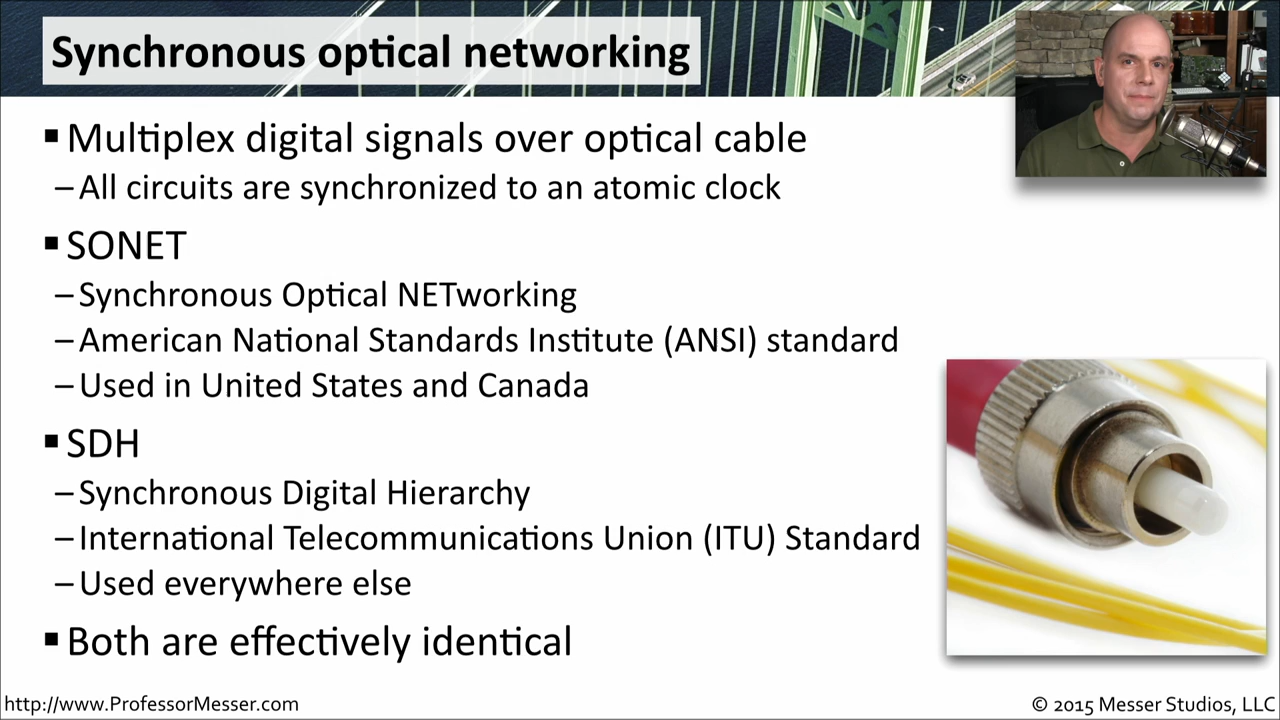 Synchronous optical networking
▪ Multiplex digital signals over optical cable
– All circuits are synchronized to an atomic clock
▪ SONET
– Synchronous Optical NETworking
– American National Standards Institute (ANSI) standard
– Used in United States and Canada
▪ SDH
– Synchronous Digital Hierarchy
– International Telecommunications Union (ITU) Standard
– Used everywhere else
▪ Both are effectively identical
http://www.ProfessorMesser.com
© 2015 Messer Studios, LLC